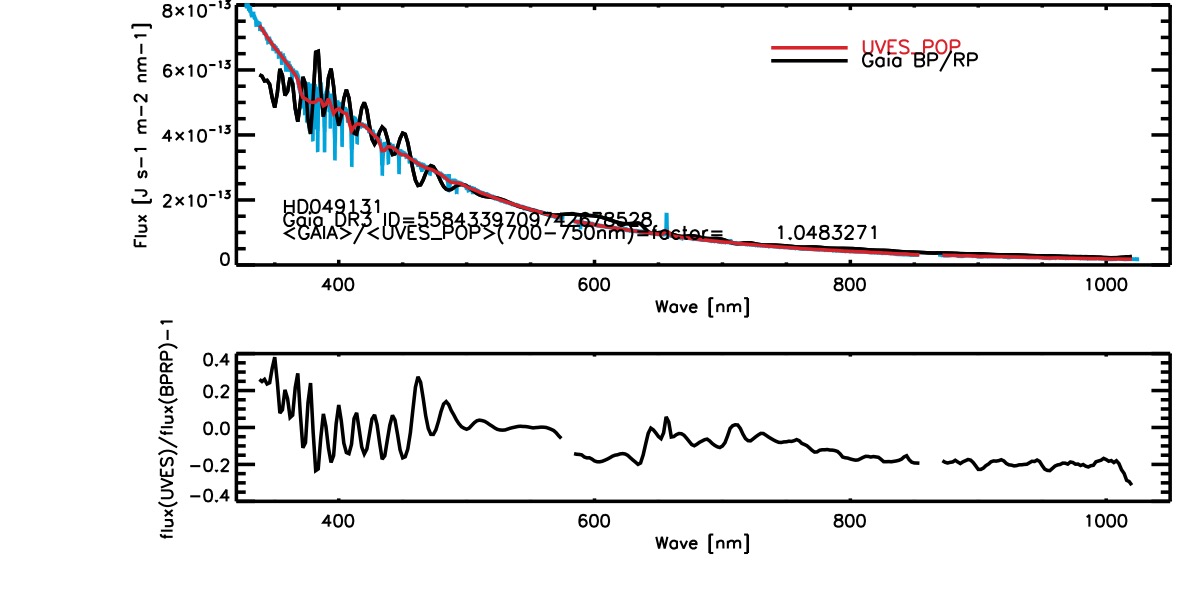 8×10−13
6×10−13
4×10−13
2×10−13
0
Flux [J s−1 m−2 nm−1]
UVES_POP
Gaia BP/RP
HD049131
Gaia DR3 ID=5584339709742678528
<GAIA>/<UVES_POP>(700−750nm)=factor= 1.0483271
400 600 800 1000
Wave [nm]
0.4
0.2
0.0
−0.2
−0.4
flux(UVES)/flux(BPRP)−1
400 600 800 1000
Wave [nm]